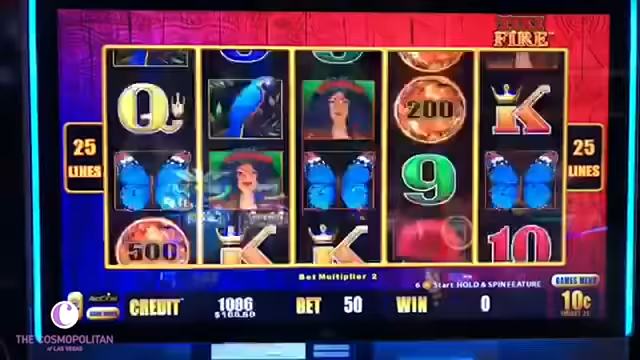 FIRE
Q
200
K
25
LINES
9
25
LINES
500
K
K
10
Bet Multiplier 2
6 Start HOLD & SPIN FEATURE
GAMES MENU
CREDIT
1086
$108.60
BET
50
WIN
0
10¢
THE COSMOPOLITAN
of LAS VEGAS